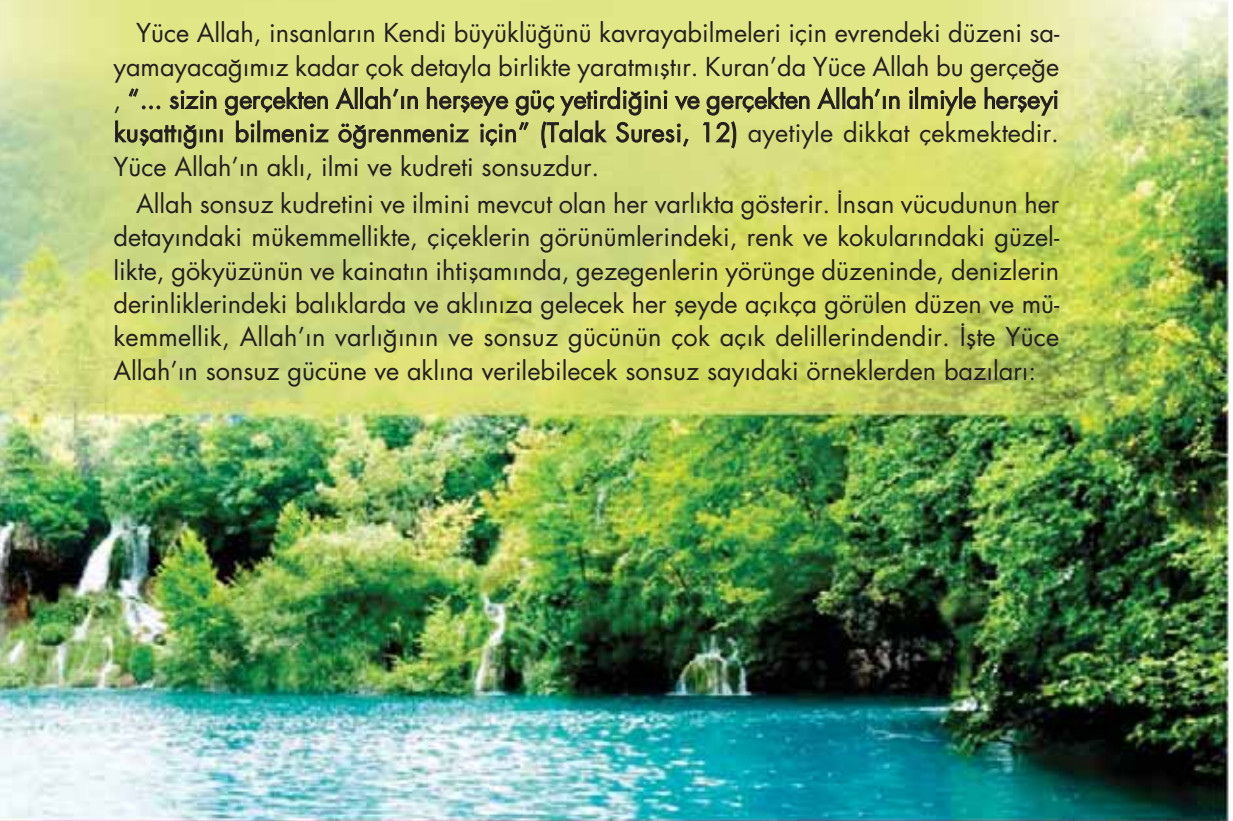 Yüce Allah, insanların Kendi büyüklüğünü kavrayabilmeleri için evrendeki düzeni sa-
yamayacağımız kadar çok detayla birlikte yaratmıştır. Kuran’da Yüce Allah bu gerçeğe
, “... sizin gerçekten Allah’ın herşeye güç yetirdiğini ve gerçekten Allah’ın ilmiyle herşeyi
kuşattığını bilmeniz öğrenmeniz için” (Talak Suresi, 12) ayetiyle dikkat çekmektedir.
Yüce Allah’ın aklı, ilmi ve kudreti sonsuzdur.
Allah sonsuz kudretini ve ilmini mevcut olan her varlıkta gösterir. İnsan vücudunun her
detayındaki mükemmellikte, çiçeklerin görünümlerindeki, renk ve kokularındaki güzel-
likte, gökyüzünün ve kainatın ihtişamında, gezegenlerin yörünge düzeninde, denizlerin
derinliklerindeki balıklarda ve aklınıza gelecek her şeyde açıkça görülen düzen ve mü-
kemmellik, Allah’ın varlığının ve sonsuz gücünün çok açık delillerindendir. İşte Yüce
Allah’ın sonsuz gücüne ve aklına verilebilecek sonsuz sayıdaki örneklerden bazıları: